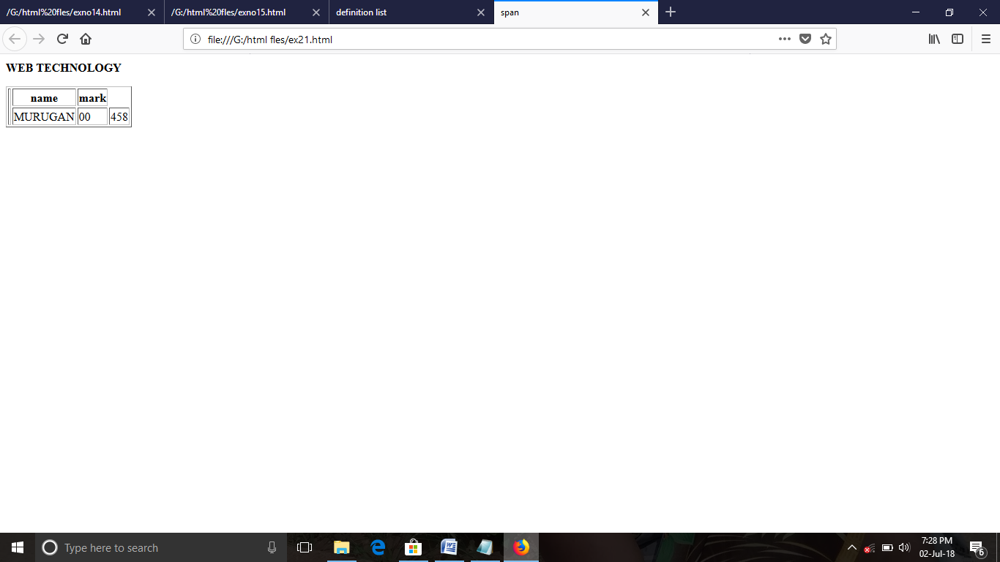 /G:/html%20fles/exno14.html
/G:/html%20fles/exno15.html
definition list
span
file:///G:/html fles/ex21.html
WEB TECHNOLOGY
name mark
MURUGAN 00 458
Type here to search
7:28 PM
02-Jul-18
6